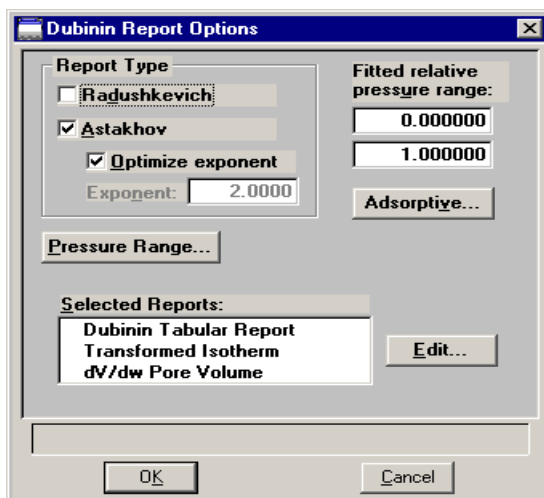 Dubinin Report Options
Report Type
Radushkevich
Astakhov
Optimize exponent
Exponent: 2.0000
Fitted relative
pressure range:
0.000000
1.000000
Adsorptive...
Pressure Range...
Selected Reports:
Dubinin Tabular Report
Transformed Isotherm
dV/dw Pore Volume
Edit...
OK
Cancel